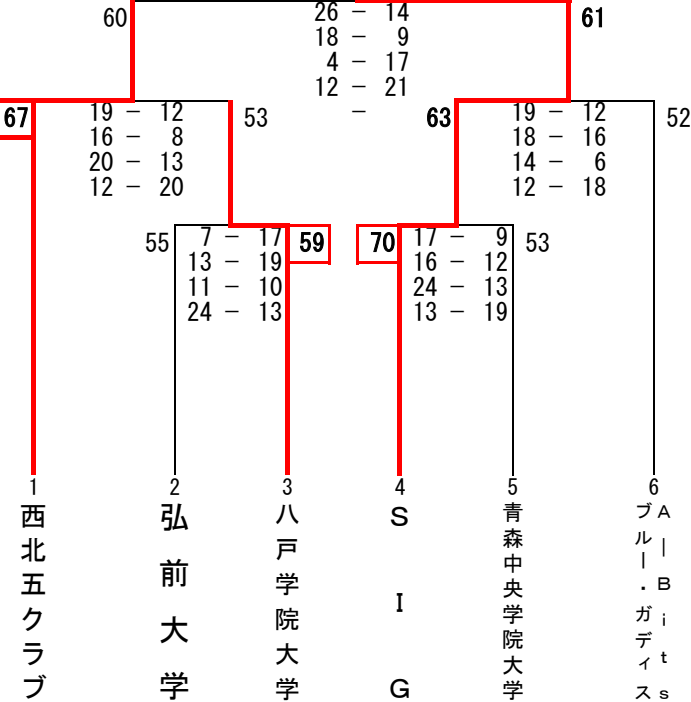 60
26 − 14
18 − 9
4 − 17
12 − 21
−
61
67
19 − 12
16 − 8
20 − 13
12 − 20
53
63
19 − 12
18 − 16
14 − 6
12 − 18
52
55
7 − 17
13 − 19
11 − 10
24 − 13
59
70
17 − 9
16 − 12
24 − 13
13 − 19
53
1
2
3
4
5
6
西北五クラブ
弘前大学
八戸学院大学
SIG
青森中央学院大学
A－Bits
ブルー・ガディス